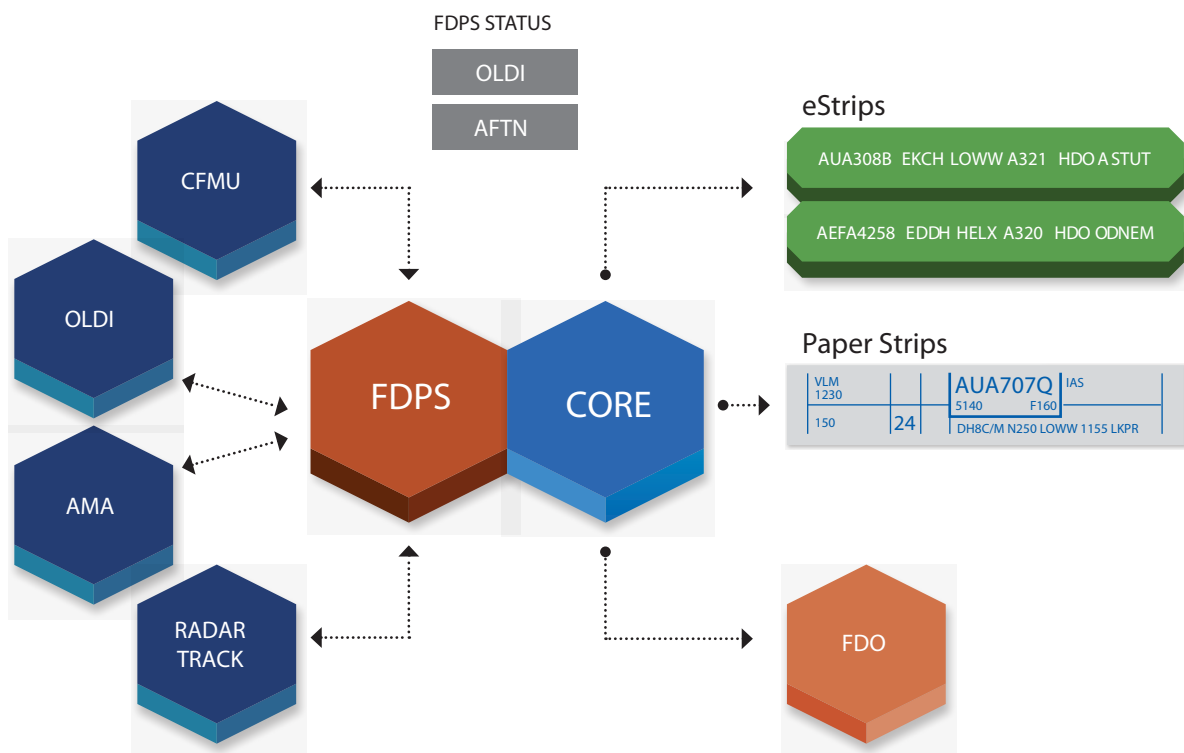 FDPS STATUS
OLDI
AFTN
CFMU
OLDI
AMA
RADAR
TRACK
FDPS
CORE
eStrips
AUA308B EKCH LOWW A321 HDO A STUT
AEFA4258 EDDH HELX A320 HDO ODNEM
Paper Strips
VLM
1230
150
24
AUA707Q
5140 F160
IAS
DH8C/M N250 LOWW 1155 LKPR
FDO